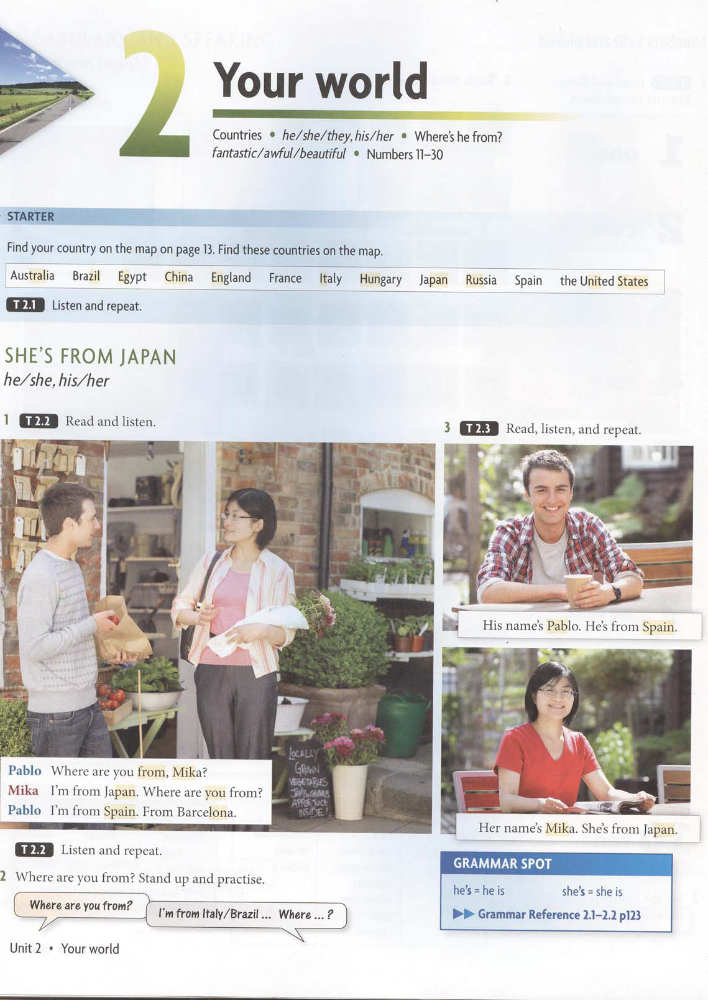 2
Your world
Countries • he/she/they, his/her • Where's he from?
fantastic/awful/beautiful • Numbers 11–30
STARTER
Find your country on the map on page 13. Find these countries on the map.
Australia Brazil Egypt China England France Italy Hungary Japan Russia Spain the United States
T 2.1 Listen and repeat.
SHE'S FROM JAPAN
he/she, his/her
1 T 2.2 Read and listen.
LOCALLY
GROWN
VEGETABLES
APPLE JUICE
INSIDE!
Pablo Where are you from, Mika?
Mika I'm from Japan. Where are you from?
Pablo I'm from Spain. From Barcelona.
T 2.2 Listen and repeat.
2 Where are you from? Stand up and practise.
Where are you from?
I'm from Italy/Brazil ... Where ... ?
3 T 2.3 Read, listen, and repeat.
His name's Pablo. He's from Spain.
Her name's Mika. She's from Japan.
GRAMMAR SPOT
he's = he is she's = she is
▶▶ Grammar Reference 2.1–2.2 p123
Unit 2 • Your world